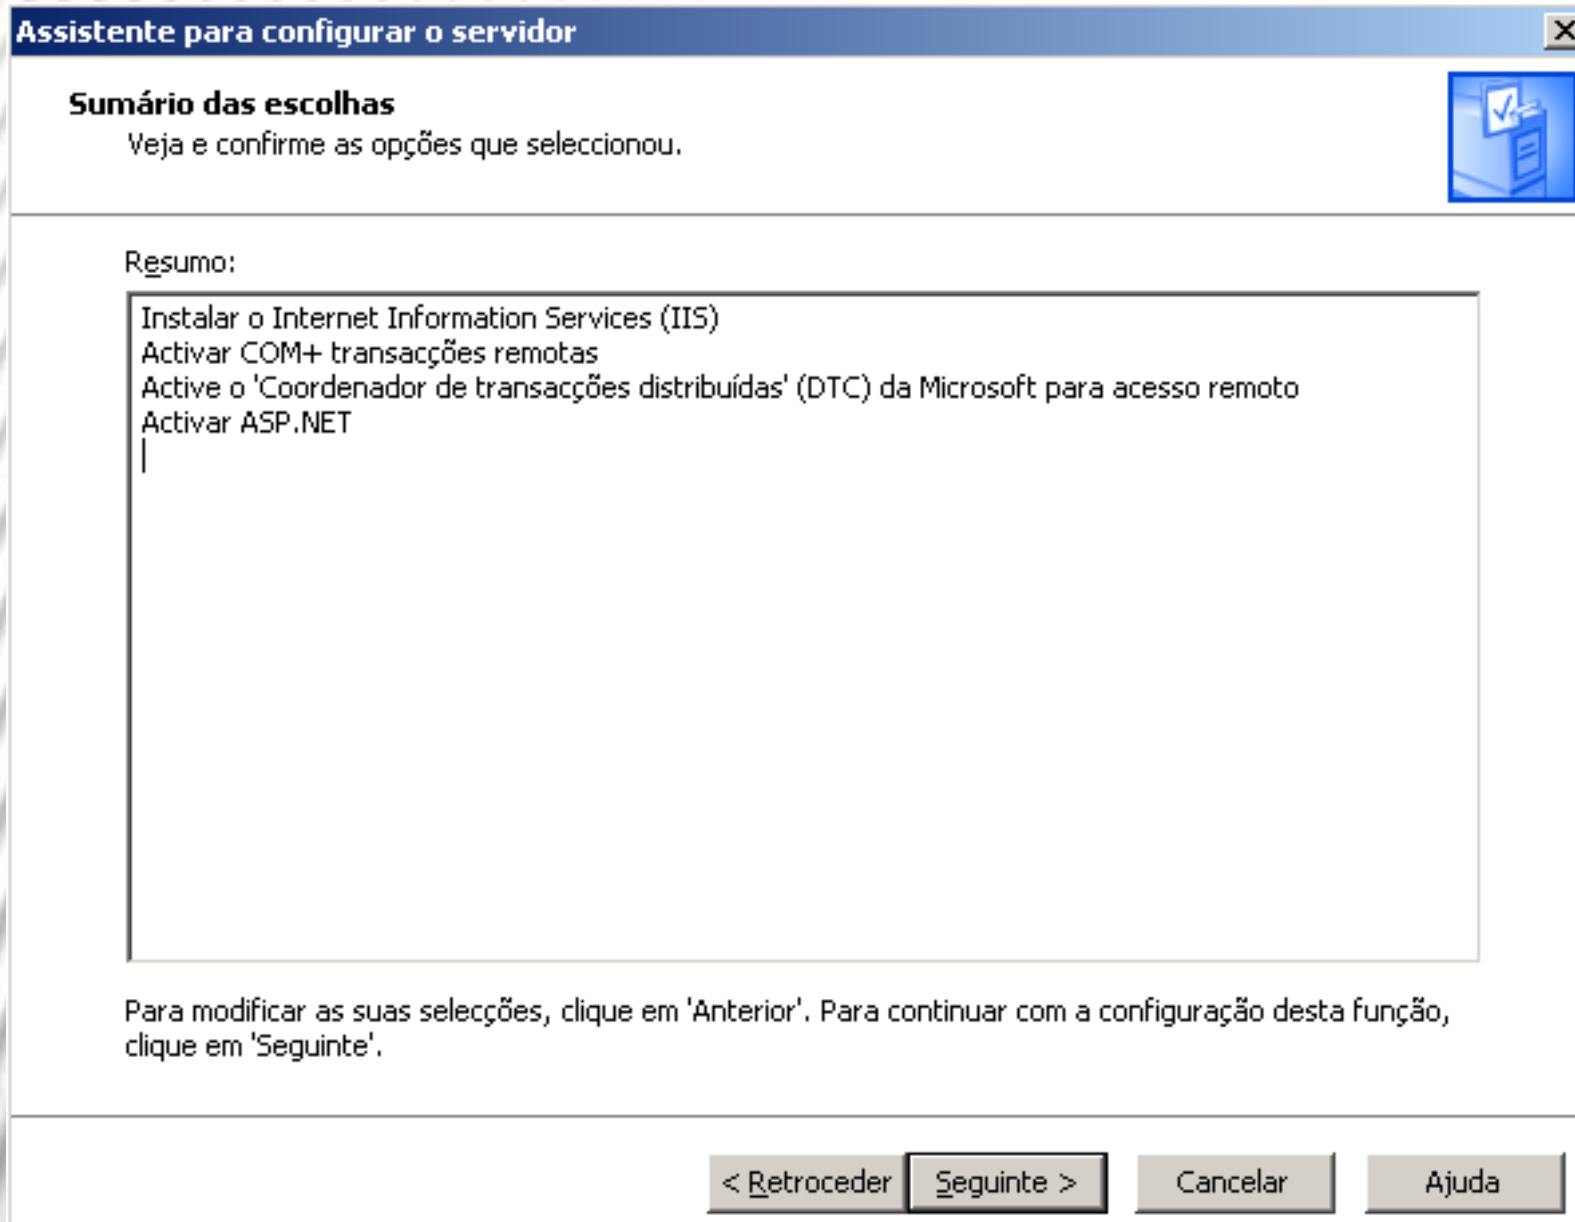 Assistente para configurar o servidor
Sumário das escolhas
Veja e confirme as opções que seleccionou.
Resumo:
Instalar o Internet Information Services (IIS)
Activar COM+ transacções remotas
Active o 'Coordenador de transacções distribuídas' (DTC) da Microsoft para acesso remoto
Activar ASP.NET
Para modificar as suas selecções, clique em 'Anterior'. Para continuar com a configuração desta função,
clique em 'Seguinte'.
< Retroceder Seguinte > Cancelar Ajuda